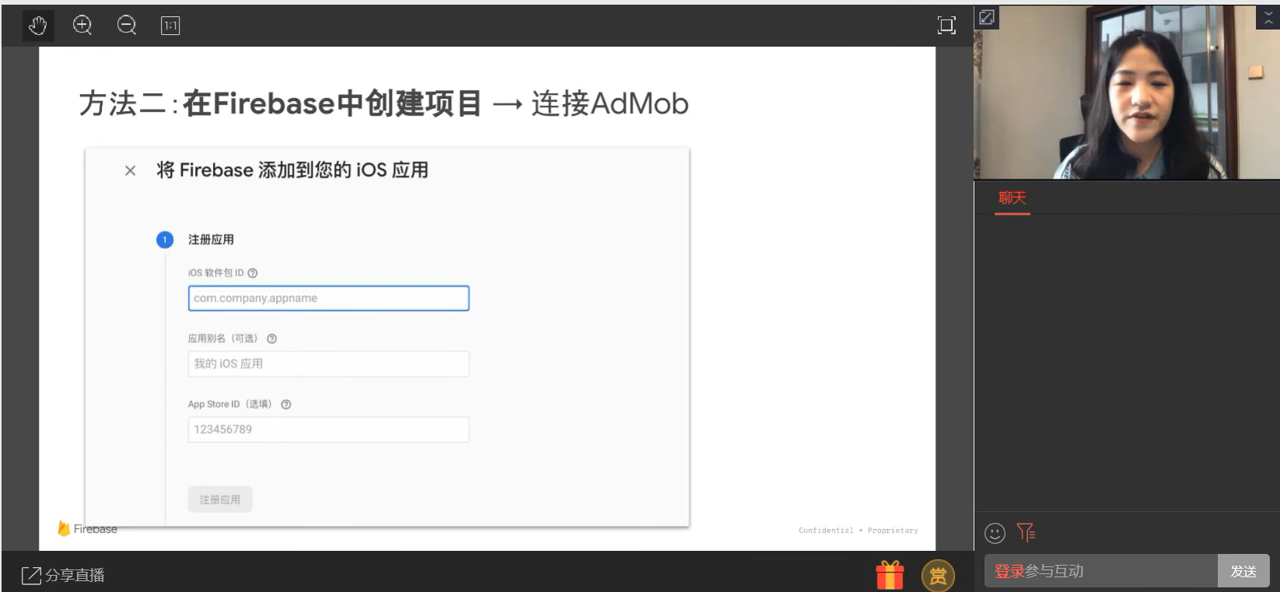 1:1
方法二:在Firebase中创建项目 → 连接AdMob
× 将 Firebase 添加到您的 iOS 应用
1 注册应用
iOS 软件包 ID ?
com.company.appname
应用别名（可选） ?
我的 iOS 应用
App Store ID（选填） ?
123456789
注册应用
Firebase
Confidential + Proprietary
分享直播
赏
聊天
登录参与互动
发送